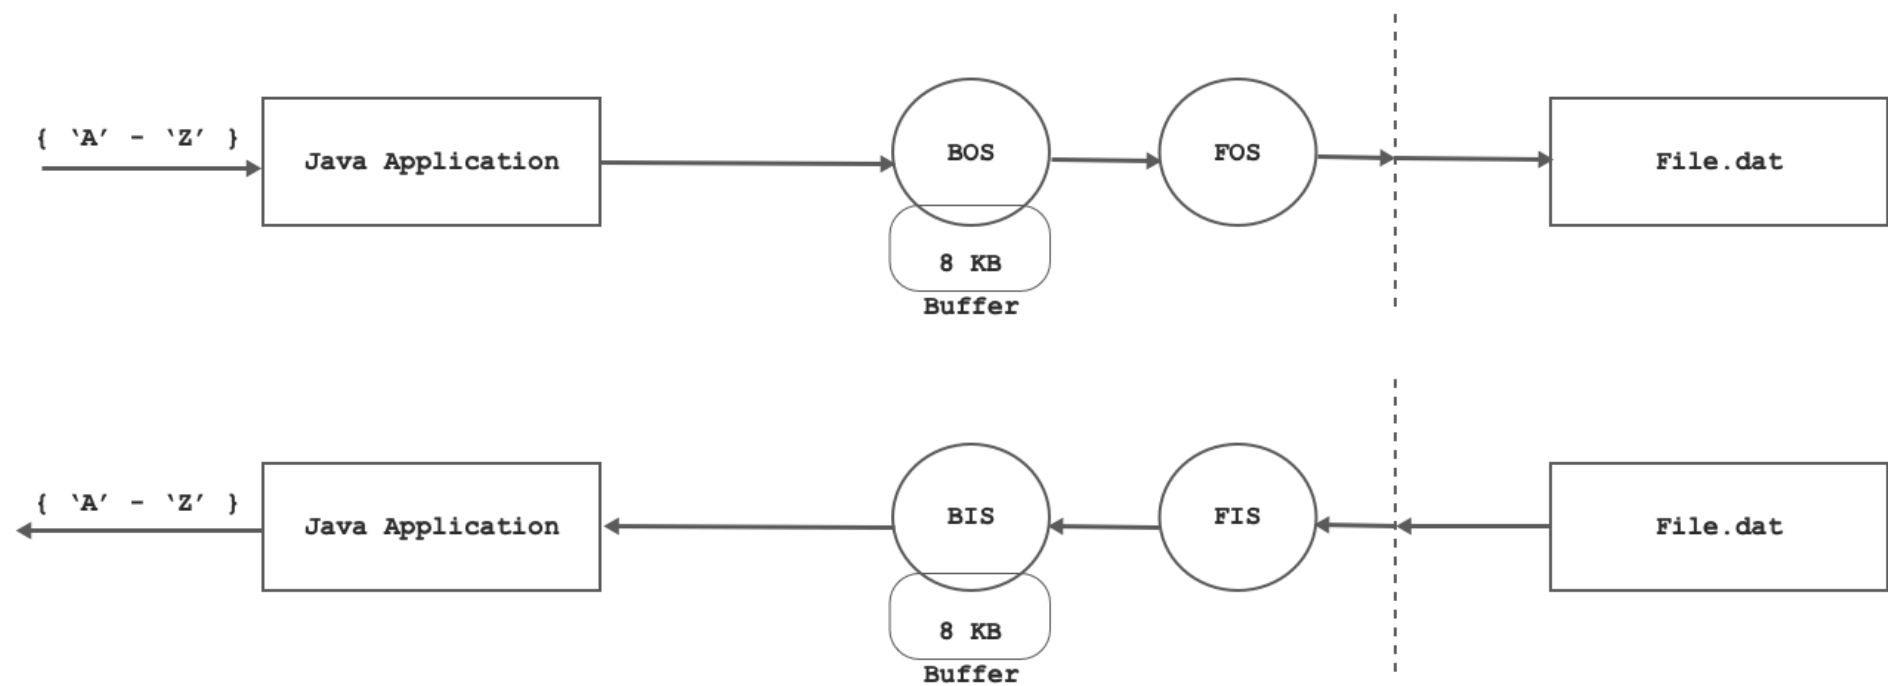 { ‘A’ - ‘Z’ }
Java Application
BOS
FOS
File.dat
8 KB
Buffer
{ ‘A’ - ‘Z’ }
Java Application
BIS
FIS
File.dat
8 KB
Buffer